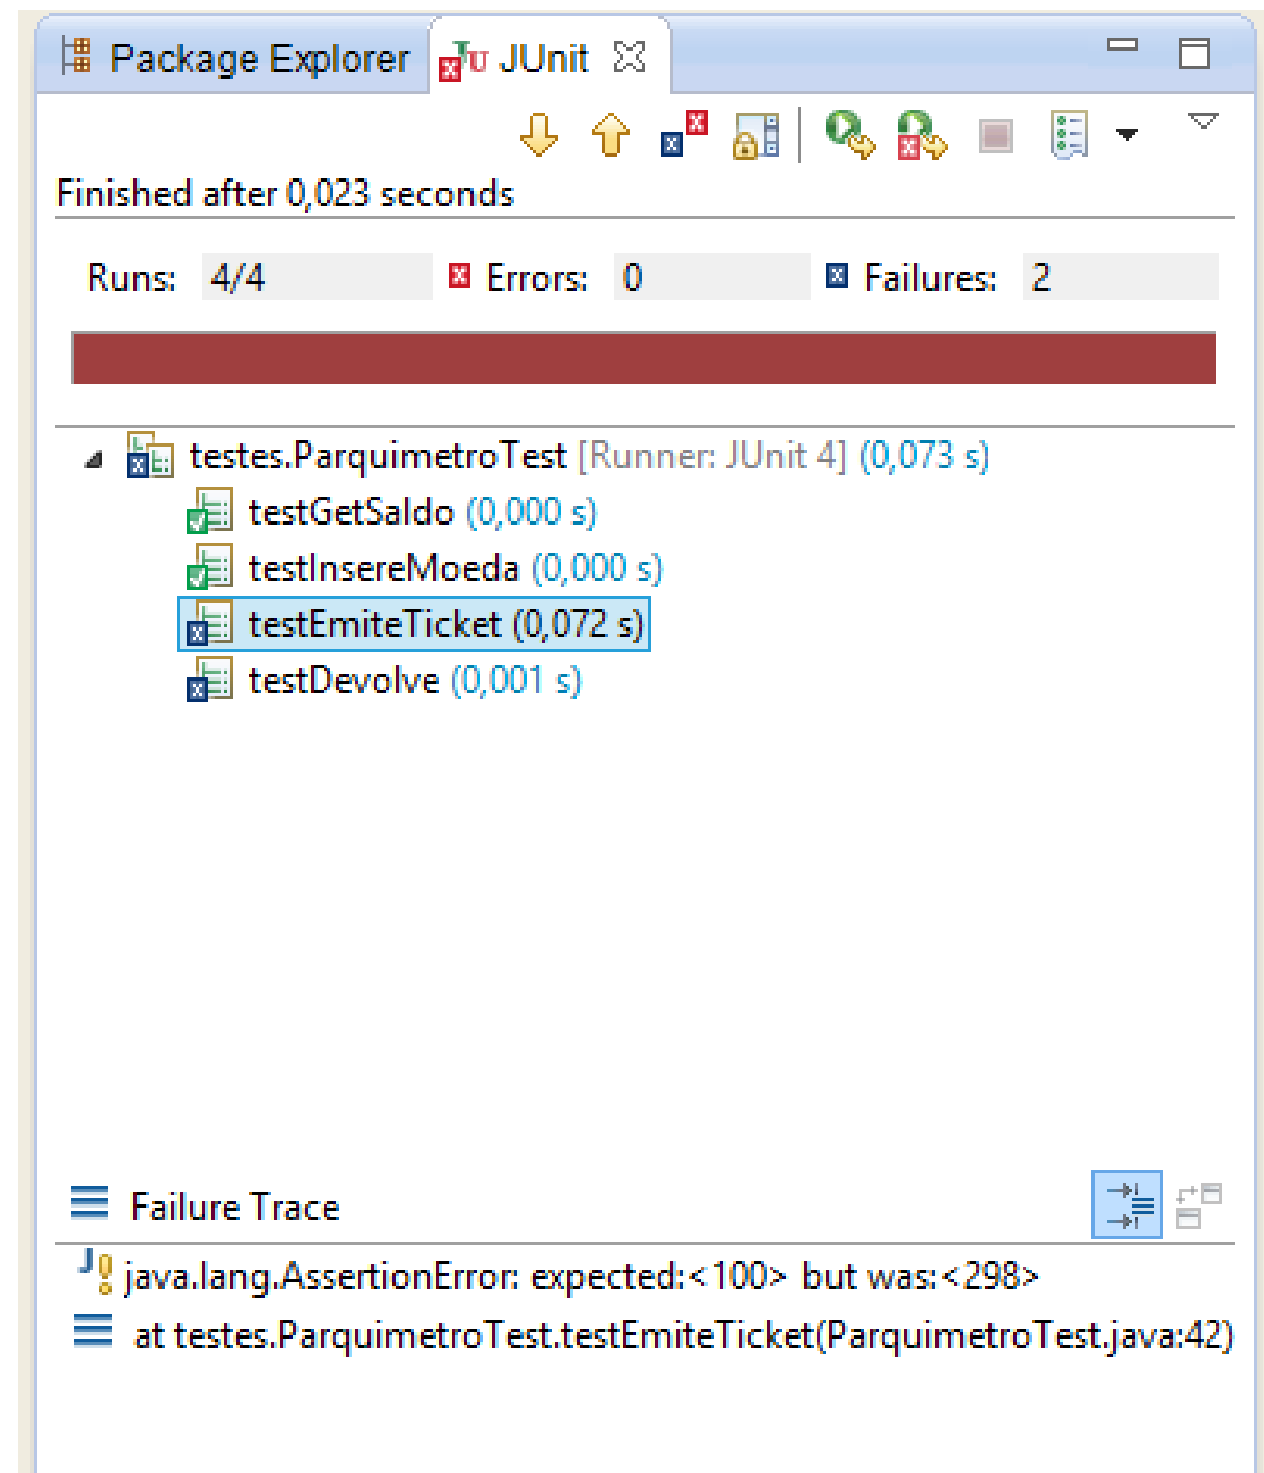 Package Explorer JUnit
Finished after 0,023 seconds
Runs: 4/4 Errors: 0 Failures: 2
testes.ParquimetroTest [Runner: JUnit 4] (0,073 s)
testGetSaldo (0,000 s)
testInsereMoeda (0,000 s)
testEmiteTicket (0,072 s)
testDevolve (0,001 s)
Failure Trace
java.lang.AssertionError: expected:<100> but was:<298>
at testes.ParquimetroTest.testEmiteTicket(ParquimetroTest.java:42)